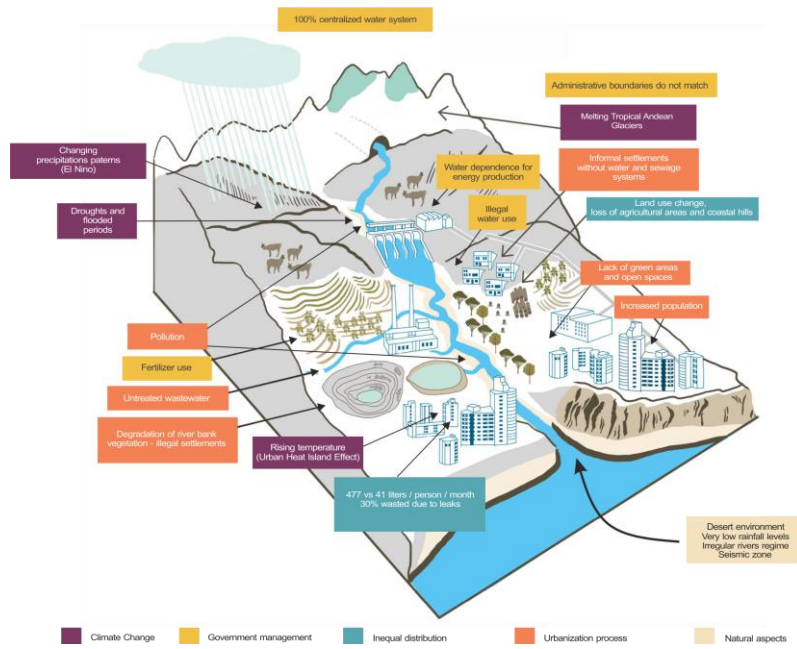 100% centralized water system
Administrative boundaries do not match
Melting Tropical Andean
Glaciers
Changing
precipitations paterns
(El Nino)
Water dependence for
energy production
Informal settlements
without water and sewage
systems
Droughts and
flooded
periods
Illegal
water use
Land use change,
loss of agricultural areas and coastal hills
Lack of green areas
and open spaces
Increased population
Pollution
Fertilizer use
Untreated wastewater
Degradation of river bank
vegetation - illegal settlements
Rising temperature
(Urban Heat Island Effect)
477 vs 41 liters / person / month
30% wasted due to leaks
Desert environment
Very low rainfall levels
Irregular rivers regime
Seismic zone
Climate Change
Government management
Inequal distribution
Urbanization process
Natural aspects